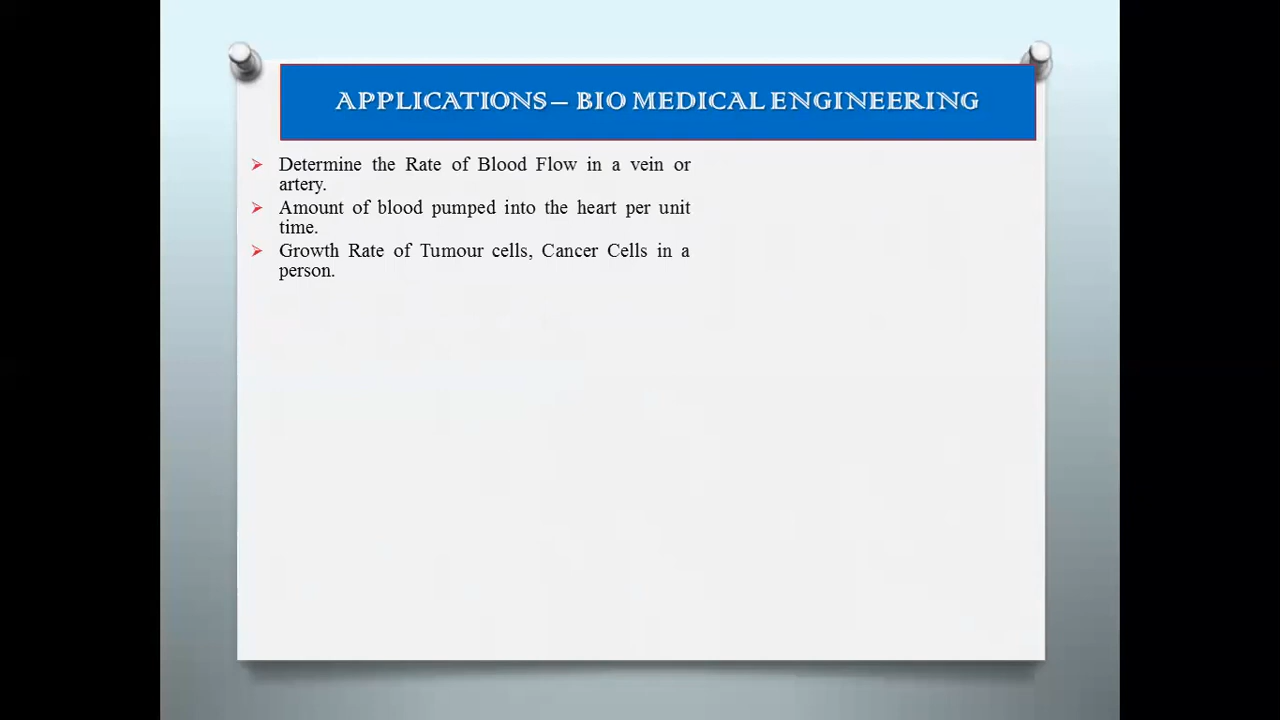 APPLICATIONS – BIO MEDICAL ENGINEERING
➢ Determine the Rate of Blood Flow in a vein or
artery.
➢ Amount of blood pumped into the heart per unit
time.
➢ Growth Rate of Tumour cells, Cancer Cells in a
person.